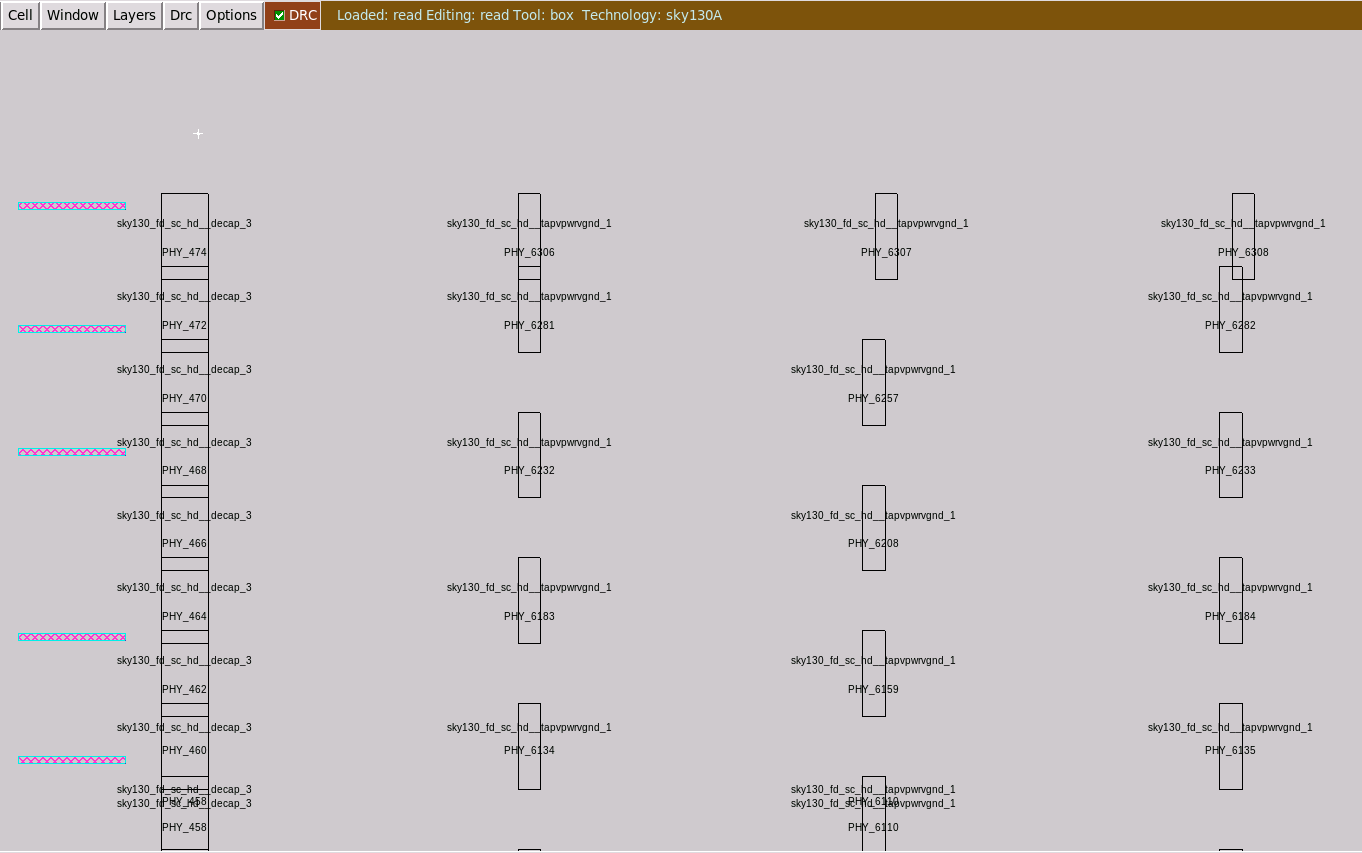 Cell Window Layers Drc Options DRC Loaded: read Editing: read Tool: box Technology: sky130A
sky130_fd_sc_hd__decap_3 sky130_fd_sc_hd__tapvpwrvgnd_1 sky130_fd_sc_hd__tapvpwrvgnd_1 sky130_fd_sc_hd__tapvpwrvgnd_1
PHY_474 PHY_6306 PHY_6307 PHY_6308
sky130_fd_sc_hd__decap_3 sky130_fd_sc_hd__tapvpwrvgnd_1 sky130_fd_sc_hd__tapvpwrvgnd_1
PHY_472 PHY_6281 PHY_6282
sky130_fd_sc_hd__decap_3 sky130_fd_sc_hd__tapvpwrvgnd_1
PHY_470 PHY_6257
sky130_fd_sc_hd__decap_3 sky130_fd_sc_hd__tapvpwrvgnd_1 sky130_fd_sc_hd__tapvpwrvgnd_1
PHY_468 PHY_6232 PHY_6233
sky130_fd_sc_hd__decap_3 sky130_fd_sc_hd__tapvpwrvgnd_1
PHY_466 PHY_6208
sky130_fd_sc_hd__decap_3 sky130_fd_sc_hd__tapvpwrvgnd_1 sky130_fd_sc_hd__tapvpwrvgnd_1
PHY_464 PHY_6183 PHY_6184
sky130_fd_sc_hd__decap_3 sky130_fd_sc_hd__tapvpwrvgnd_1
PHY_462 PHY_6159
sky130_fd_sc_hd__decap_3 sky130_fd_sc_hd__tapvpwrvgnd_1 sky130_fd_sc_hd__tapvpwrvgnd_1
PHY_460 PHY_6134 PHY_6135
sky130_fd_sc_hd__decap_3 sky130_fd_sc_hd__tapvpwrvgnd_1
PHY_458 PHY_6110
sky130_fd_sc_hd__decap_3 sky130_fd_sc_hd__tapvpwrvgnd_1
PHY_458 PHY_6110